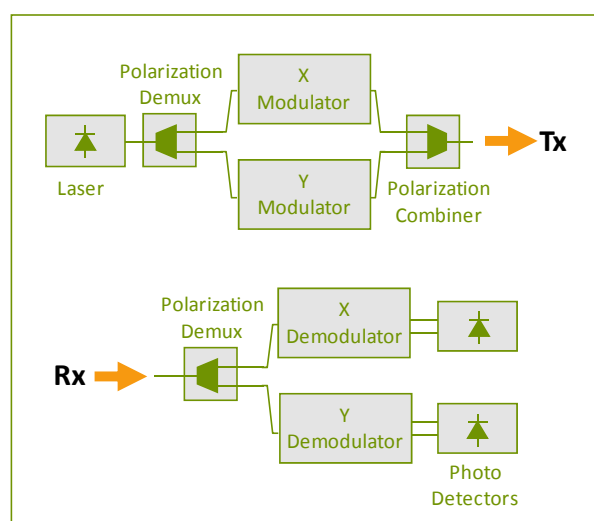 Polarization
Demux
X
Modulator
Laser
Y
Modulator
Polarization
Combiner
Tx
Polarization
Demux
X
Demodulator
Rx
Y
Demodulator
Photo
Detectors